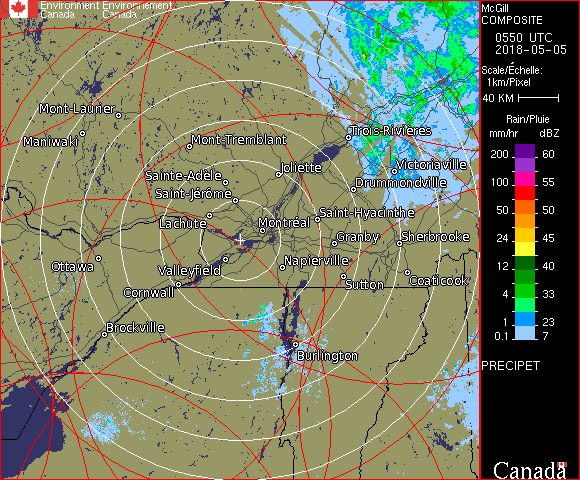 Environment Environnement
Canada Canada
McGill
COMPOSITE
0550 UTC
2018-05-05
Scale/Échelle:
1km/Pixel
40 KM
Rain/Pluie
mm/hr dBZ
200 60
100 55
50 50
24 45
12 40
4 33
1 23
0.1 7
PRECIPET
Canada
Mont-Laurier
Maniwaki
Mont-Tremblant
Trois-Rivières
Victoriaville
Joliette
Drummondville
Sainte-Adèle
Saint-Jérôme
Lachute
Montréal
Saint-Hyacinthe
Granby
Sherbrooke
Ottawa
Valleyfield
Napierville
Sutton
Coaticook
Cornwall
Brockville
Burlington